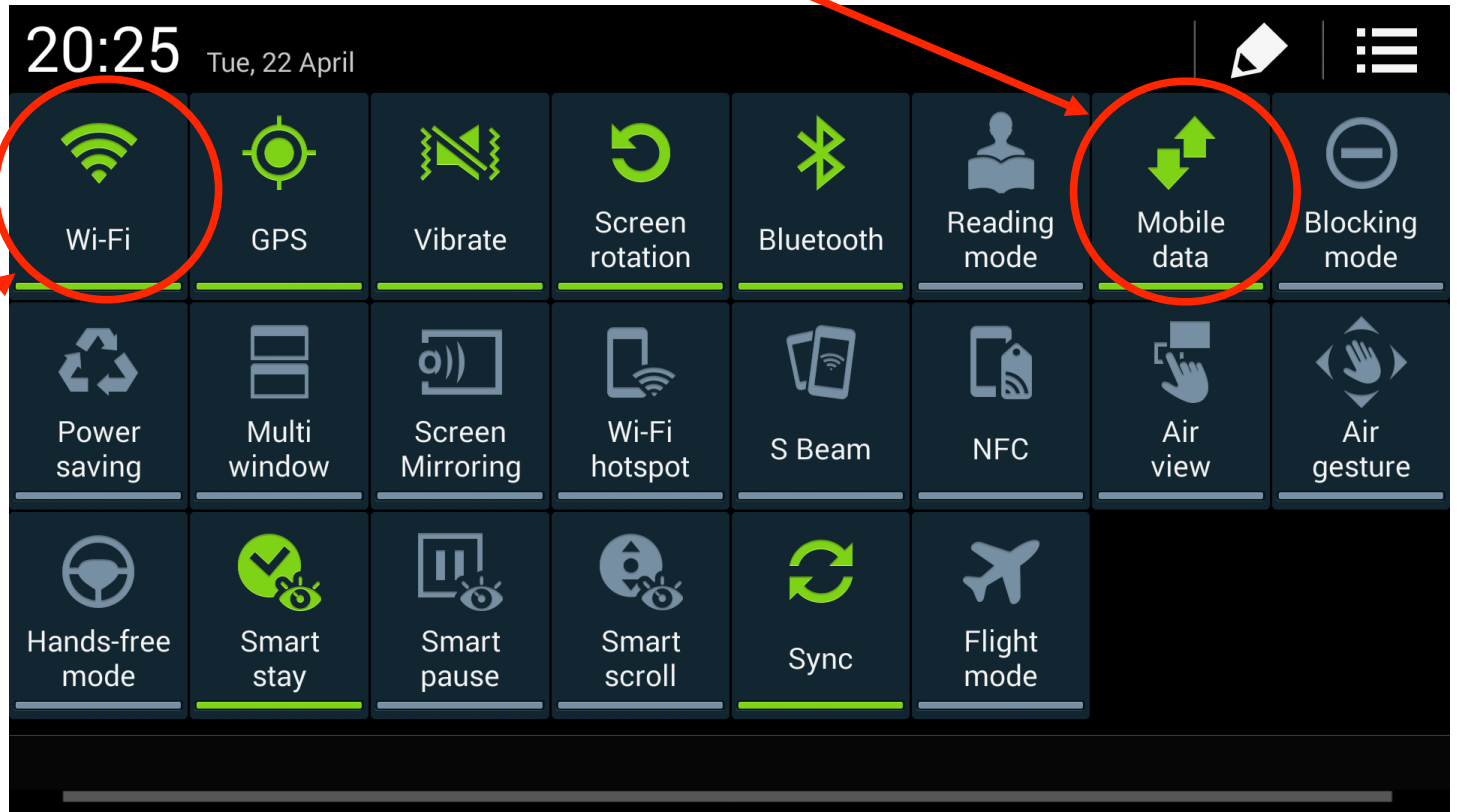 20:25 Tue, 22 April
Wi-Fi
GPS
Vibrate
Screen
rotation
Bluetooth
Reading
mode
Mobile
data
Blocking
mode
Power
saving
Multi
window
Screen
Mirroring
Wi-Fi
hotspot
S Beam
NFC
Air
view
Air
gesture
Hands-free
mode
Smart
stay
Smart
pause
Smart
scroll
Sync
Flight
mode